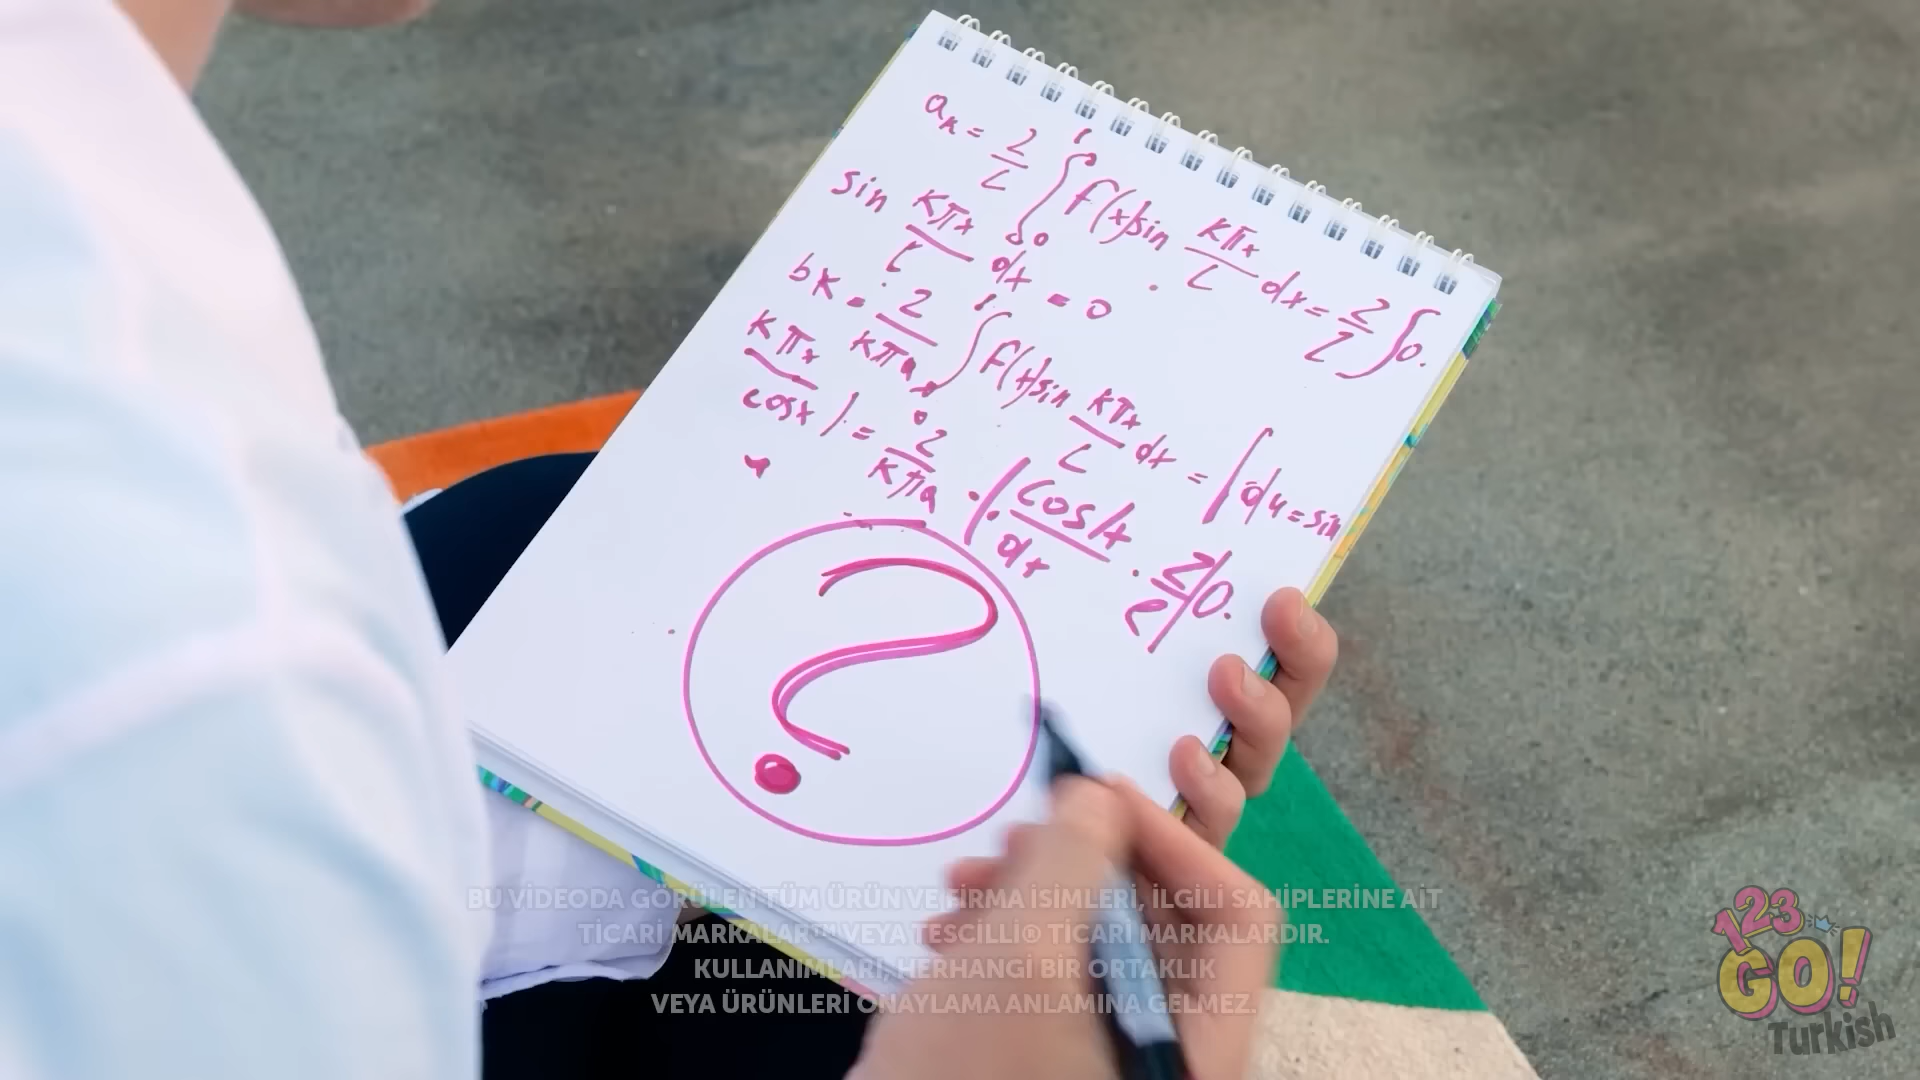 aₖ = 2/L ∫ f(x)sin kπx/L dx = 2/L ∫0.
sin kπx/L dx = 0
bk = 2/kπa ∫ f(x)sin kπx/L dx = ∫du = sin
kπx
cosx = 2/kπa cos dx
BU VİDEODA GÖRÜLEN TÜM ÜRÜN VE FİRMA İSİMLERİ, İLGİLİ SAHİPLERİNE AİT
TİCARİ MARKALAR™ VEYA TESCİLLİ® TİCARİ MARKALARDIR.
KULLANIMLARI, HERHANGİ BİR ORTAKLIK
VEYA ÜRÜNLERİ ONAYLAMA ANLAMINA GELMEZ.
?
123
GO!
Turkish